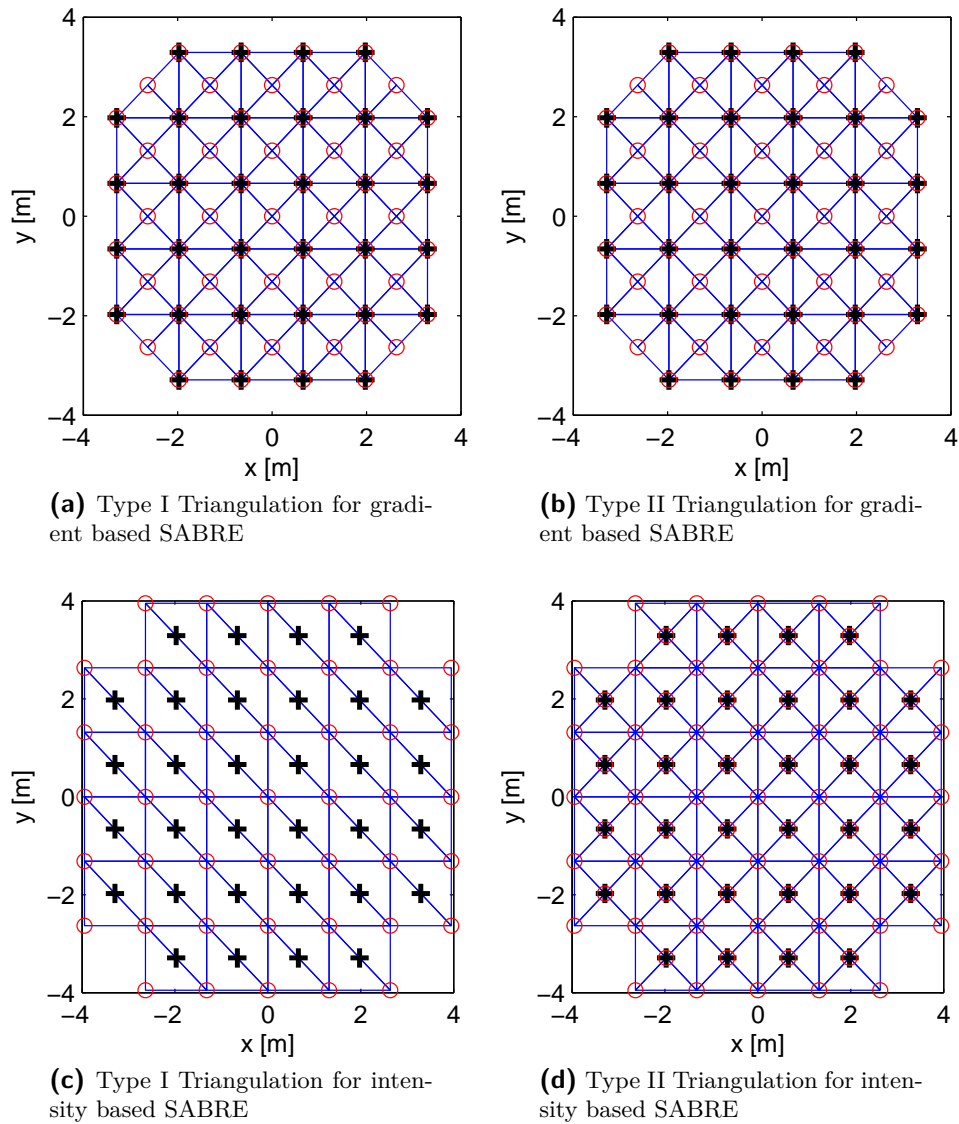 4
2
0
−2
−4
−4
−2
0
2
4
y [m]
x [m]
4
2
0
−2
−4
−4
−2
0
2
4
y [m]
x [m]
(a) Type I Triangulation for gradi-
ent based SABRE
(b) Type II Triangulation for gradi-
ent based SABRE
4
2
0
−2
−4
−4
−2
0
2
4
y [m]
x [m]
4
2
0
−2
−4
−4
−2
0
2
4
y [m]
x [m]
(c) Type I Triangulation for inten-
sity based SABRE
(d) Type II Triangulation for inten-
sity based SABRE